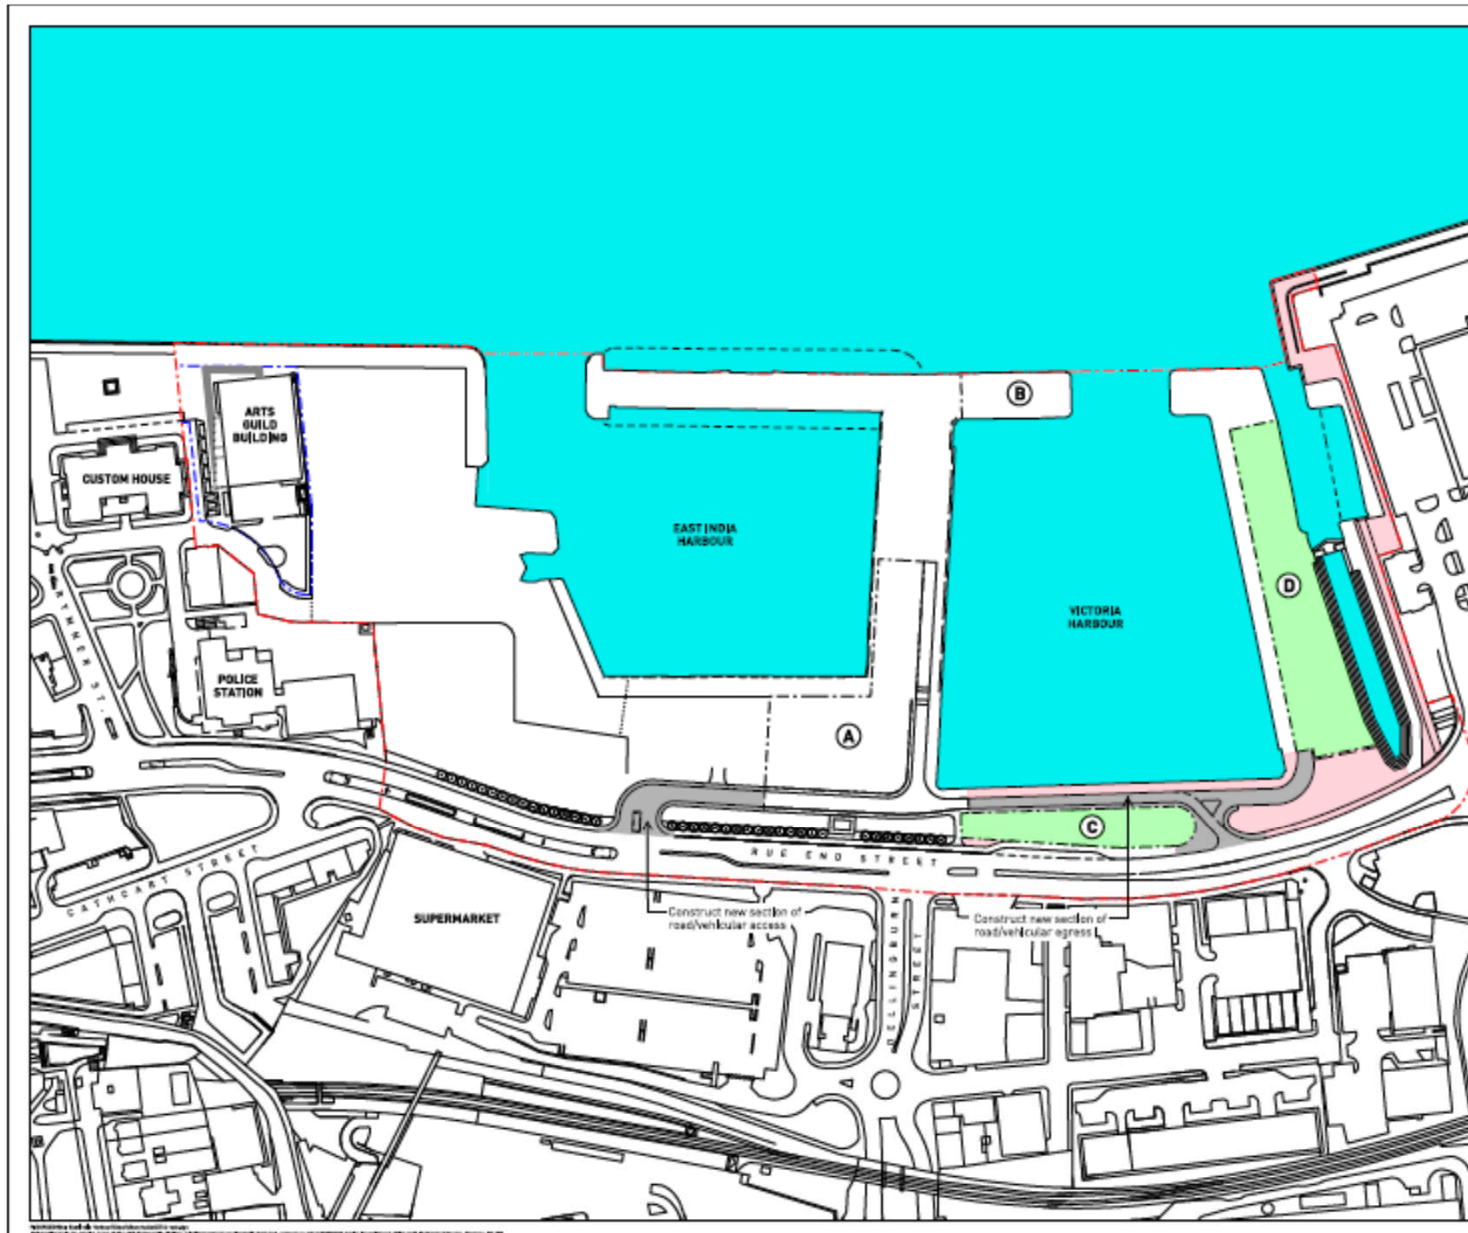 B
ARTS
GUILD
BUILDING
CUSTOM HOUSE
EAST INDIA
HARBOUR
D
VICTORIA
HARBOUR
POLICE
STATION
A
C
RUE END STREET
CATHCART STREET
SUPERMARKET
Construct new section of
road/vehicular access
Construct new section of
road/vehicular egress
STREET